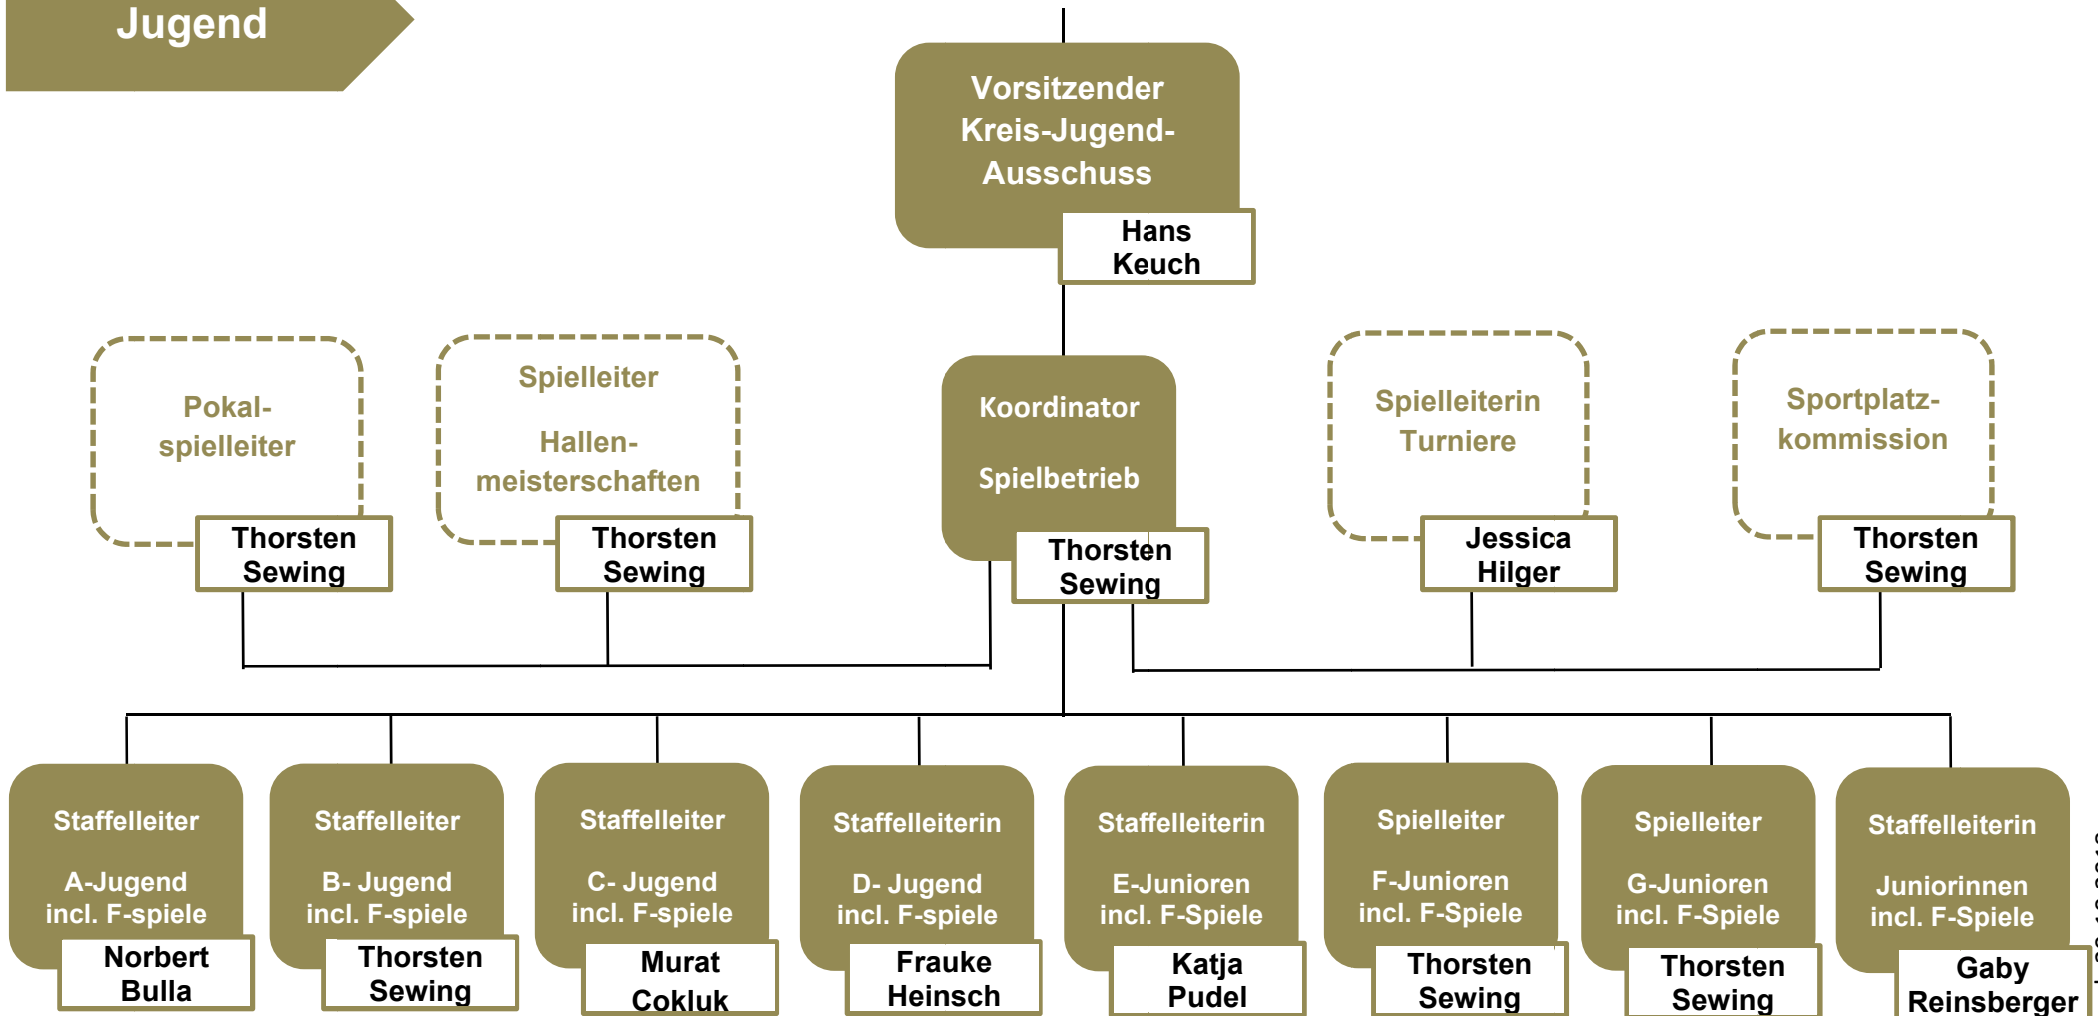 Jugend
Vorsitzender
Kreis-Jugend-
Ausschuss
Hans
Keuch
Pokal-
spielleiter
Thorsten
Sewing
Spielleiter
Hallen-
meisterschaften
Thorsten
Sewing
Koordinator
Spielbetrieb
Thorsten
Sewing
Spielleiterin
Turniere
Jessica
Hilger
Sportplatz-
kommission
Thorsten
Sewing
Staffelleiter
A-Jugend
incl. F-spiele
Norbert
Bulla
Staffelleiter
B- Jugend
incl. F-spiele
Thorsten
Sewing
Staffelleiter
C- Jugend
incl. F-spiele
Murat
Cokluk
Staffelleiterin
D- Jugend
incl. F-spiele
Frauke
Heinsch
Staffelleiterin
E-Junioren
incl. F-Spiele
Katja
Pudel
Spielleiter
F-Junioren
incl. F-Spiele
Thorsten
Sewing
Spielleiter
G-Junioren
incl. F-Spiele
Thorsten
Sewing
Staffelleiterin
Juniorinnen
incl. F-Spiele
Gaby
Reinsberger